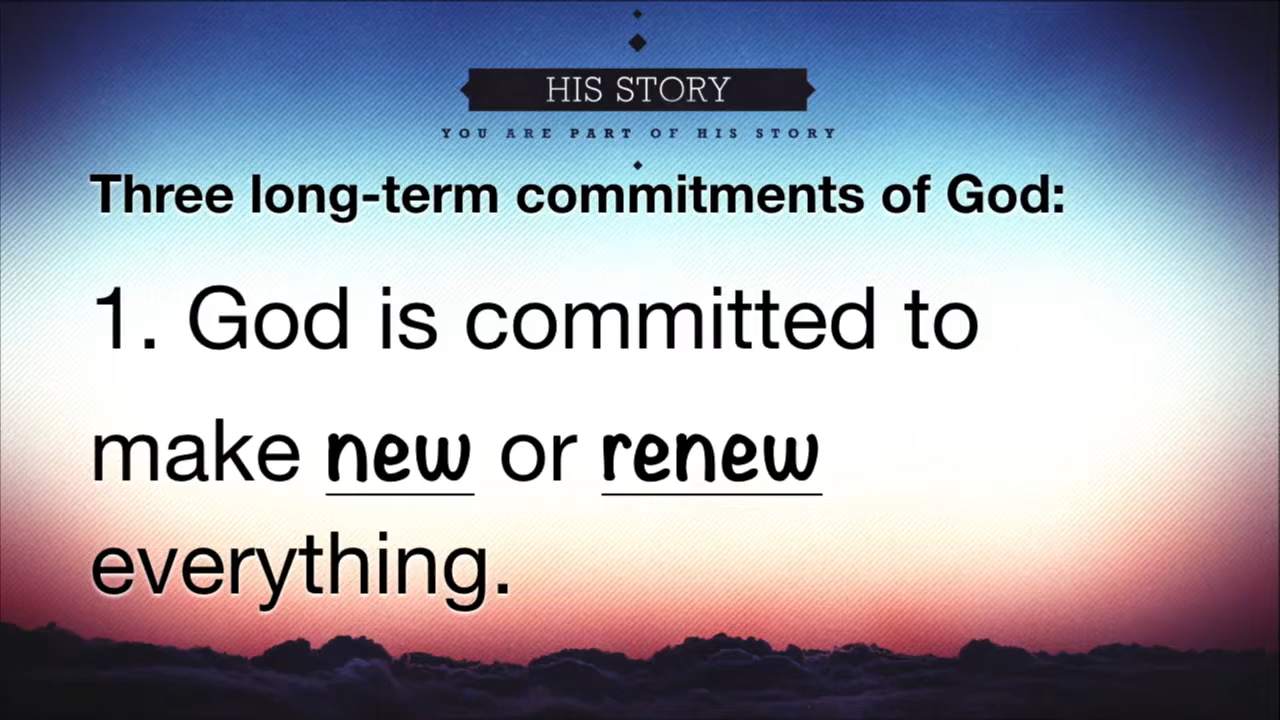 HIS STORY
YOU ARE PART OF HIS STORY
Three long-term commitments of God:
1. God is committed to
make new or renew
everything.